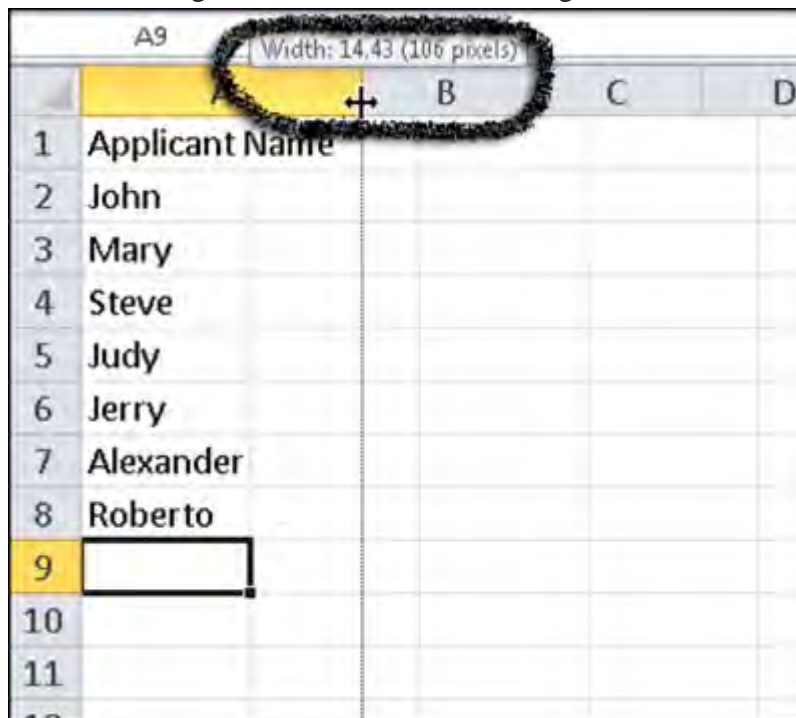 A9
Width: 14.43 (106 pixels)
A B C D
1 Applicant Name
2 John
3 Mary
4 Steve
5 Judy
6 Jerry
7 Alexander
8 Roberto
9
10
11